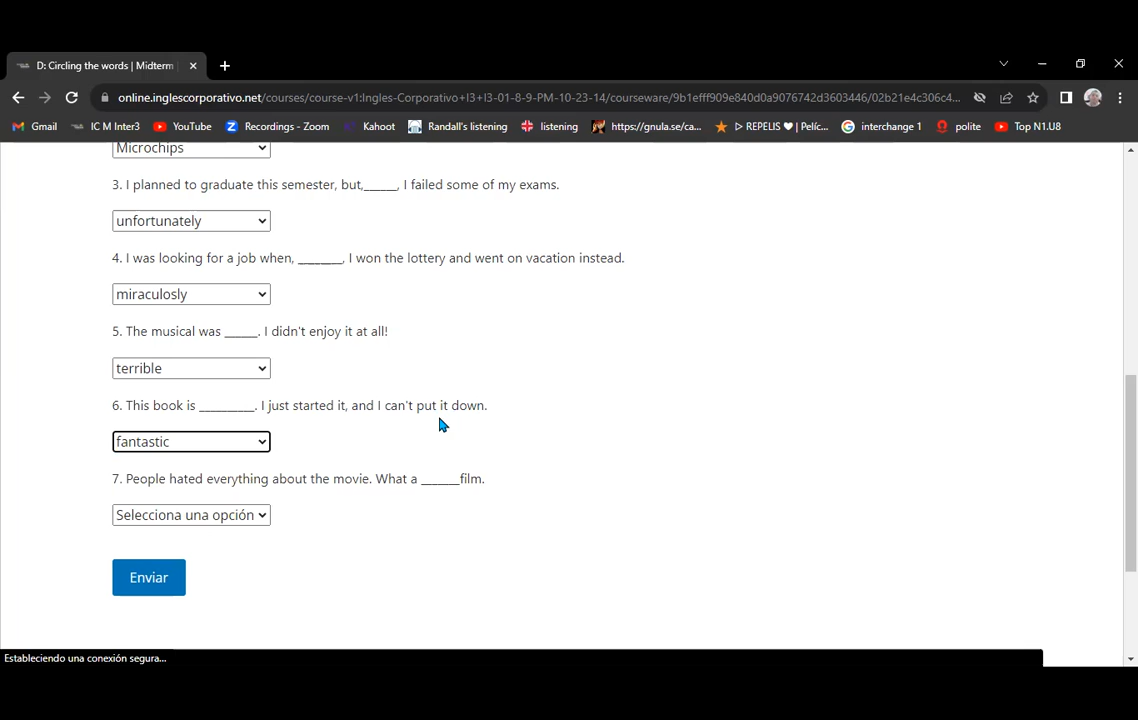 D: Circling the words | Midterm
online.inglescorporativo.net/courses/course-v1:Ingles-Corporativo+I3+I3-01-8-9-PM-10-23-14/courseware/9b1efff909e840d0a9076742d3603446/02b21e4c306c4...
Gmail IC M Inter3 YouTube Recordings - Zoom Kahoot Randall's listening listening https://gnula.se/ca... ▷ REPELIS ♥ | Pelíc... interchange 1 polite Top N1.U8
Microchips
3. I planned to graduate this semester, but,_____, I failed some of my exams.
unfortunately
4. I was looking for a job when, _______, I won the lottery and went on vacation instead.
miraculosly
5. The musical was _____. I didn't enjoy it at all!
terrible
6. This book is _________. I just started it, and I can't put it down.
fantastic
7. People hated everything about the movie. What a ______film.
Selecciona una opción
Enviar
Estableciendo una conexión segura...